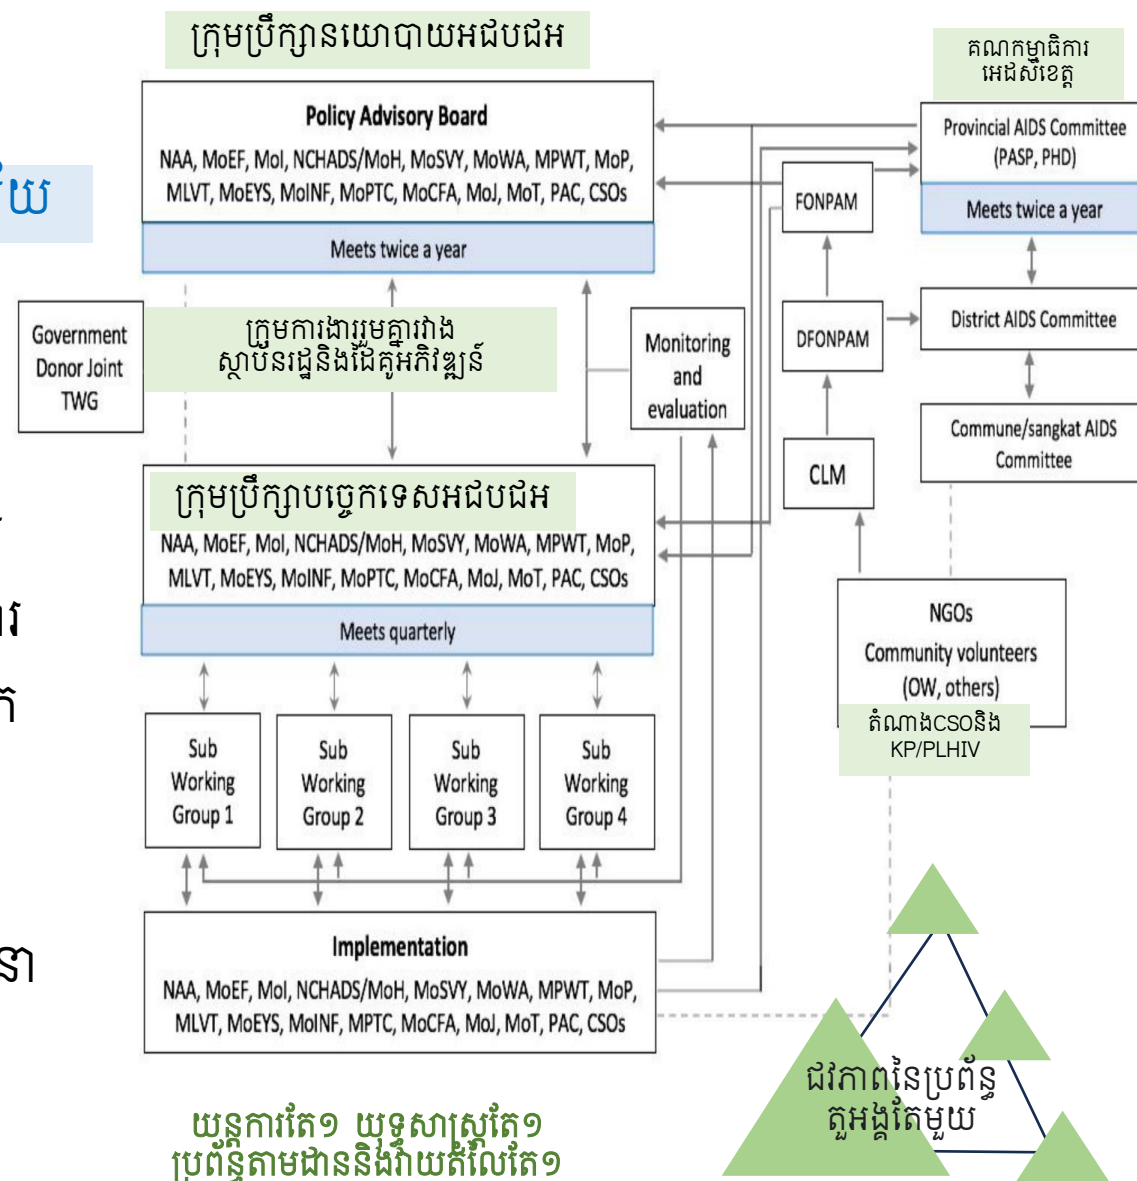 ក្រុមប្រឹក្សានយោបាយអជបជអ
Policy Advisory Board
NAA, MoEF, MoI, NCHADS/MoH, MoSVY, MoWA, MPWT, MoP,
MLVT, MoEYS, MoINF, MoPTC, MoCFA, MoJ, MoT, PAC, CSOs
Meets twice a year
គណកម្មាធិការ
អេដស៍ខេត្ត
Provincial AIDS Committee
(PASP, PHD)
Meets twice a year
FONPAM
Government
Donor Joint
TWG
ក្រុមការងាររួមគ្នារវាង
ស្ថាប័នរដ្ឋនិងដៃគូអភិវឌ្ឍន៍
Monitoring
and
evaluation
DFONPAM
District AIDS Committee
CLM
Commune/sangkat AIDS
Committee
ក្រុមប្រឹក្សាបច្ចេកទេសអជបជអ
NAA, MoEF, MoI, NCHADS/MoH, MoSVY, MoWA, MPWT, MoP,
MLVT, MoEYS, MoINF, MoPTC, MoCFA, MoJ, MoT, PAC, CSOs
Meets quarterly
NGOs
Community volunteers
(OW, others)
តំណាងCSOនិង
KP/PLHIV
Sub
Working
Group 1
Sub
Working
Group 2
Sub
Working
Group 3
Sub
Working
Group 4
Implementation
NAA, MoEF, MoI, NCHADS/MoH, MoSVY, MoWA, MPWT, MoP,
MLVT, MoEYS, MoINF, MPTC, MoCFA, MoJ, MoT, PAC, CSOs
ជវភាពនៃប្រព័ន្ធ
តួអង្គតែមួយ
យន្តការតែ១ យុទ្ធសាស្ត្រតែ១
ប្រព័ន្ធតាមដាននិងវាយតំលៃតែ១